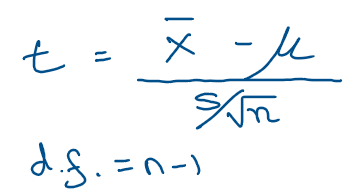 t = x̄ - μ / s/√n
d.f. = n-1